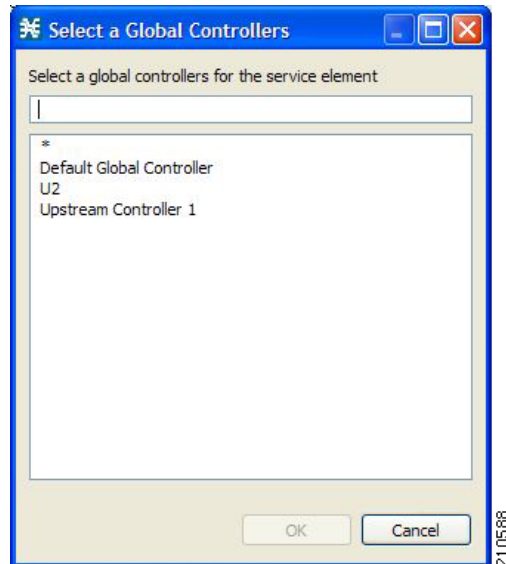 Select a Global Controllers
Select a global controllers for the service element
*
Default Global Controller
U2
Upstream Controller 1
OK
Cancel
210588